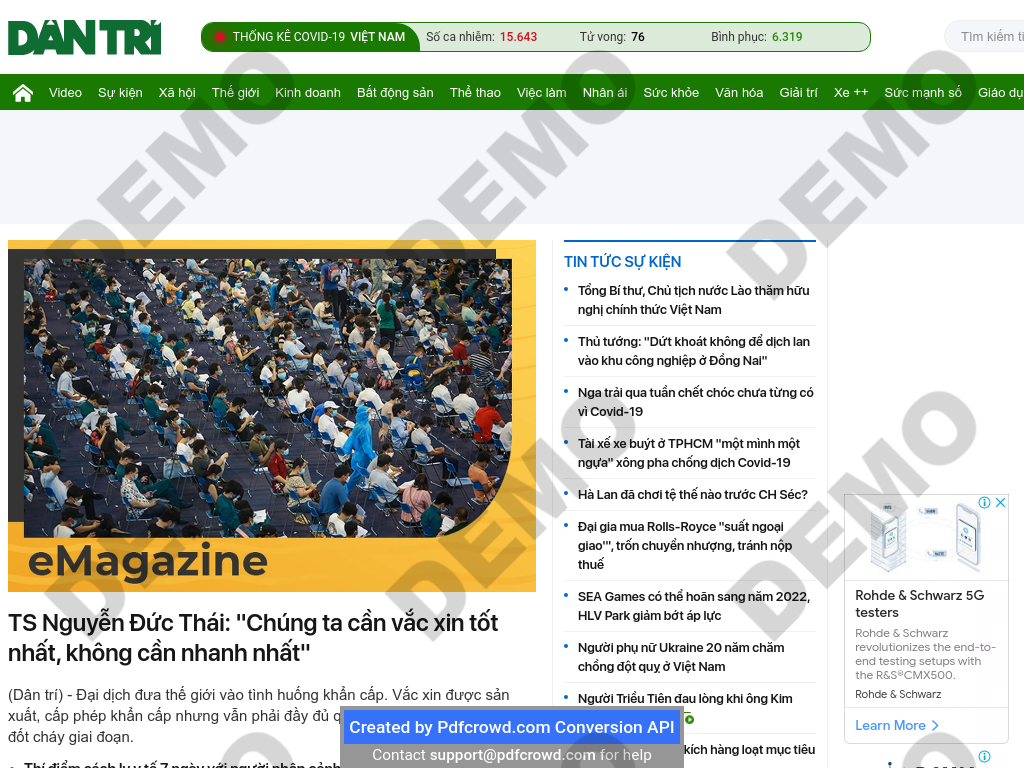 DÂN TRÍ
THỐNG KÊ COVID-19 VIỆT NAM Số ca nhiễm: 15.643 Tử vong: 76 Bình phục: 6.319
Tìm kiếm ti
Video Sự kiện Xã hội Thế giới Kinh doanh Bất động sản Thể thao Việc làm Nhân ái Sức khỏe Văn hóa Giải trí Xe ++ Sức mạnh số Giáo dụ
DEMO DEMO DEMO
eMagazine
TS Nguyễn Đức Thái: "Chúng ta cần vắc xin tốt
nhất, không cần nhanh nhất"
(Dân trí) - Đại dịch đưa thế giới vào tình huống khẩn cấp. Vắc xin được sản
xuất, cấp phép khẩn cấp nhưng vẫn phải đầy đủ q
đốt cháy giai đoạn.
Thí điểm cách ly y tế 7 ngày với người nhập cảnh
TIN TỨC SỰ KIỆN
Tổng Bí thư, Chủ tịch nước Lào thăm hữu
nghị chính thức Việt Nam
Thủ tướng: "Dứt khoát không để dịch lan
vào khu công nghiệp ở Đồng Nai"
Nga trải qua tuần chết chóc chưa từng có
vì Covid-19
Tài xế xe buýt ở TPHCM "một mình một
ngựa" xông pha chống dịch Covid-19
Hà Lan đã chơi tệ thế nào trước CH Séc?
Đại gia mua Rolls-Royce "suất ngoại
giao'", trốn chuyển nhượng, tránh nộp
thuế
SEA Games có thể hoãn sang năm 2022,
HLV Park giảm bớt áp lực
Người phụ nữ Ukraine 20 năm chăm
chồng đột quỵ ở Việt Nam
Người Triều Tiên đau lòng khi ông Kim
kích hàng loạt mục tiêu
DEMO DEMO DEMO
Rohde & Schwarz 5G
testers
Rohde & Schwarz
revolutionizes the end-to-
end testing setups with
the R&S®CMX500.
Rohde & Schwarz
Learn More
Created by Pdfcrowd.com Conversion API
Contact support@pdfcrowd.com for help